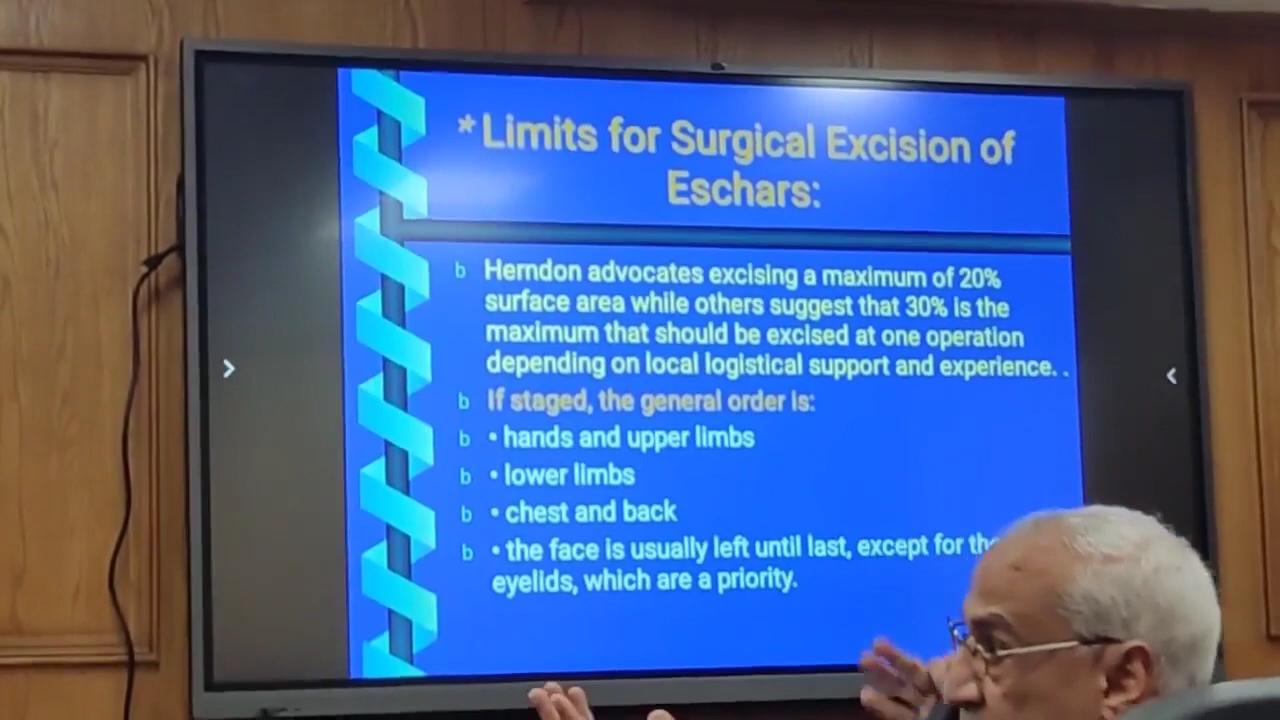 *Limits for Surgical Excision of
Eschars:
b Herndon advocates excising a maximum of 20%
surface area while others suggest that 30% is the
maximum that should be excised at one operation
depending on local logistical support and experience. .
b If staged, the general order is:
b • hands and upper limbs
b • lower limbs
b • chest and back
b • the face is usually left until last, except for
eyelids, which are a priority.